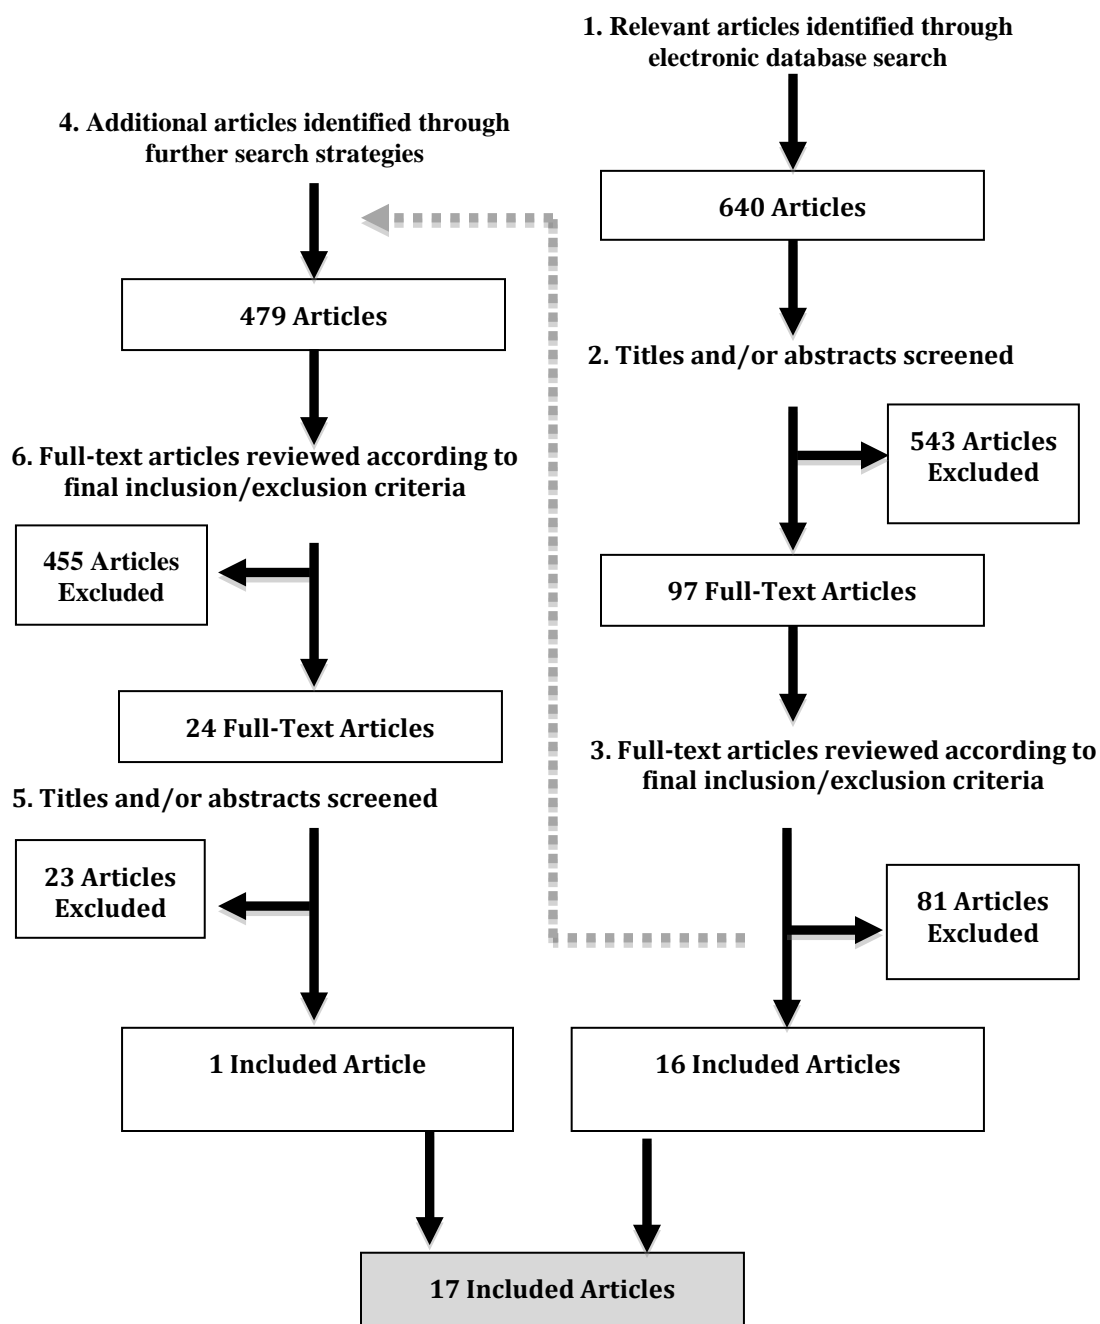 1. Relevant articles identified through
electronic database search
640 Articles
2. Titles and/or abstracts screened
543 Articles
Excluded
97 Full-Text Articles
3. Full-text articles reviewed according to
final inclusion/exclusion criteria
81 Articles
Excluded
16 Included Articles
4. Additional articles identified through
further search strategies
479 Articles
6. Full-text articles reviewed according to
final inclusion/exclusion criteria
455 Articles
Excluded
24 Full-Text Articles
5. Titles and/or abstracts screened
23 Articles
Excluded
1 Included Article
17 Included Articles